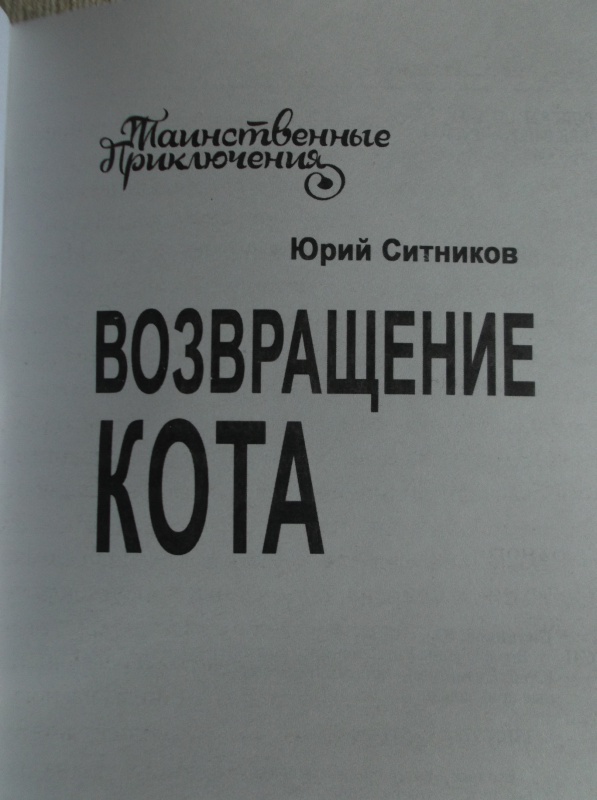 Таинственные
Приключения
Юрий Ситников
ВОЗВРАЩЕНИЕ
КОТА